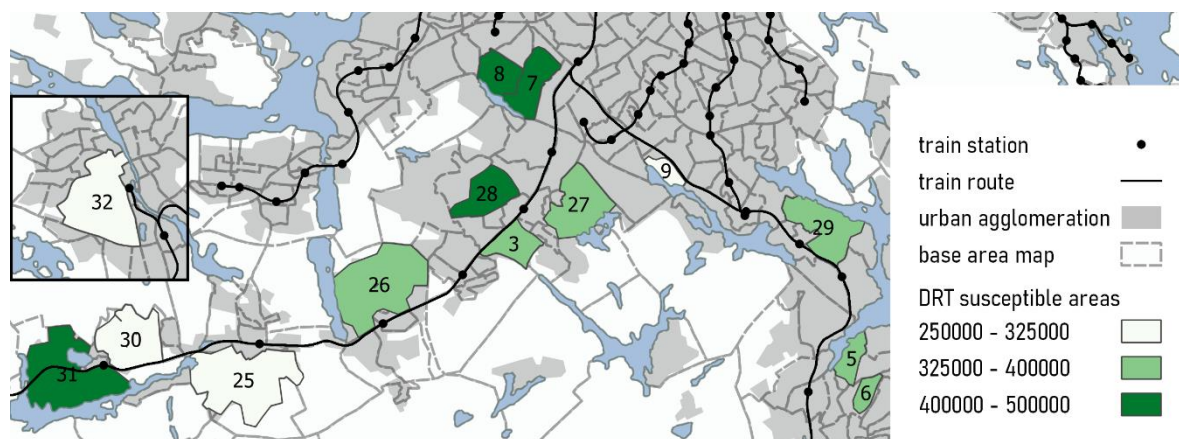 8
7
9
32
28
27
29
3
26
30
31
25
5
6
train station
train route
urban agglomeration
base area map
DRT susceptible areas
250000 - 325000
325000 - 400000
400000 - 500000